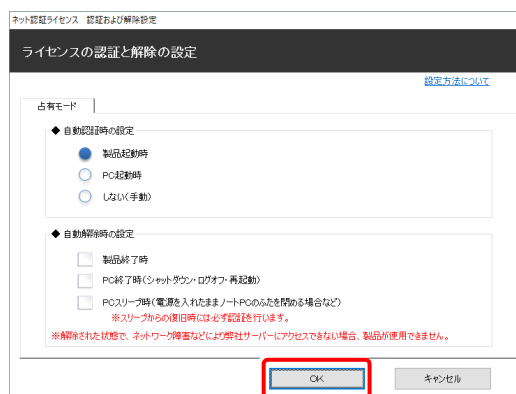 ネット認証ライセンス　認証および解除設定
ライセンスの認証と解除の設定
設定方法について
占有モード
◆ 自動認証時の設定
製品起動時
PC起動時
しない(手動)
◆ 自動解除時の設定
製品終了時
PC終了時(シャットダウン・ログオフ・再起動)
PCスリープ時(電源を入れたままノートPCのふたを閉める場合など)
※スリープからの復旧時には必ず認証を行います。
※解除された状態で、ネットワーク障害などにより弊社サーバーにアクセスできない場合、製品が使用できません。
OK
キャンセル